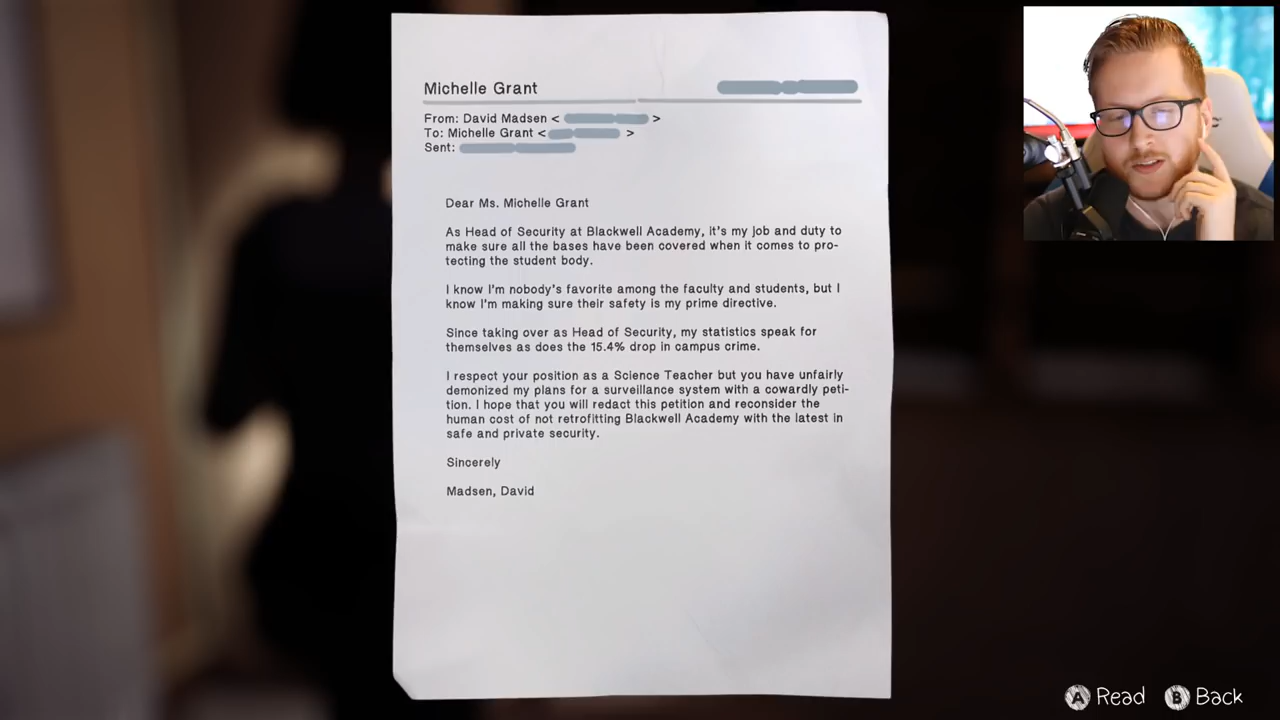 Michelle Grant
From: David Madsen < >
To: Michelle Grant < >
Sent:
Dear Ms. Michelle Grant
As Head of Security at Blackwell Academy, it's my job and duty to
make sure all the bases have been covered when it comes to pro-
tecting the student body.
I know I'm nobody's favorite among the faculty and students, but I
know I'm making sure their safety is my prime directive.
Since taking over as Head of Security, my statistics speak for
themselves as does the 15.4% drop in campus crime.
I respect your position as a Science Teacher but you have unfairly
demonized my plans for a surveillance system with a cowardly peti-
tion. I hope that you will redact this petition and reconsider the
human cost of not retrofitting Blackwell Academy with the latest in
safe and private security.
Sincerely
Madsen, David
A Read B Back